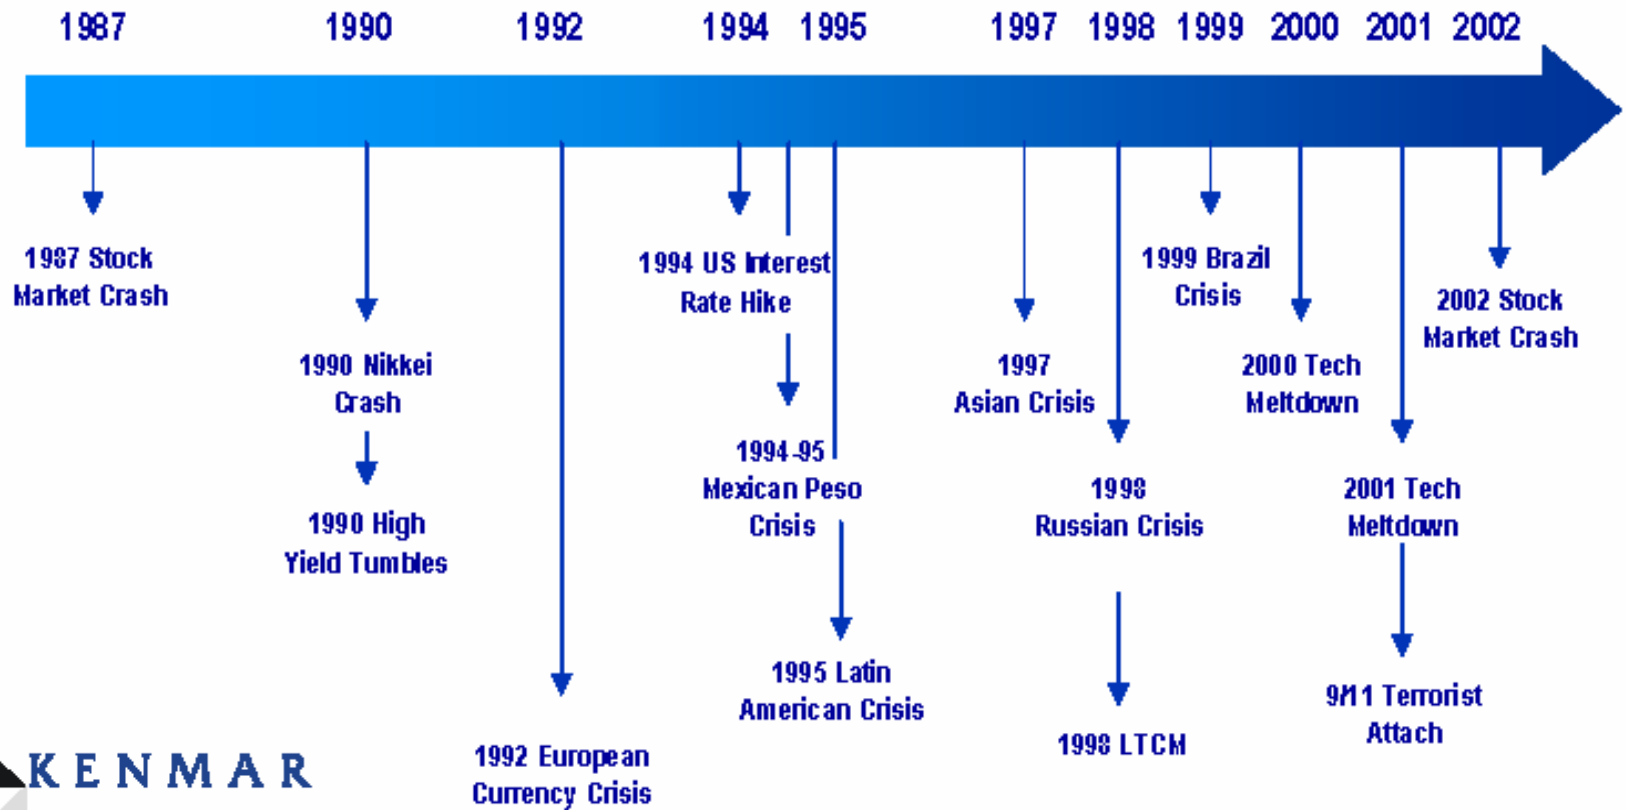 1987 1990 1992 1994 1995 1997 1998 1999 2000 2001 2002
1987 Stock
Market Crash
1990 Nikkei
Crash
1990 High
Yield Tumbles
1992 European
Currency Crisis
1994 US Interest
Rate Hike
1994-95
Mexican Peso
Crisis
1995 Latin
American Crisis
1997
Asian Crisis
1998
Russian Crisis
1998 LTCM
1999 Brazil
Crisis
2000 Tech
Meltdown
2001 Tech
Meltdown
9/11 Terrorist
Attach
2002 Stock
Market Crash
KENMAR